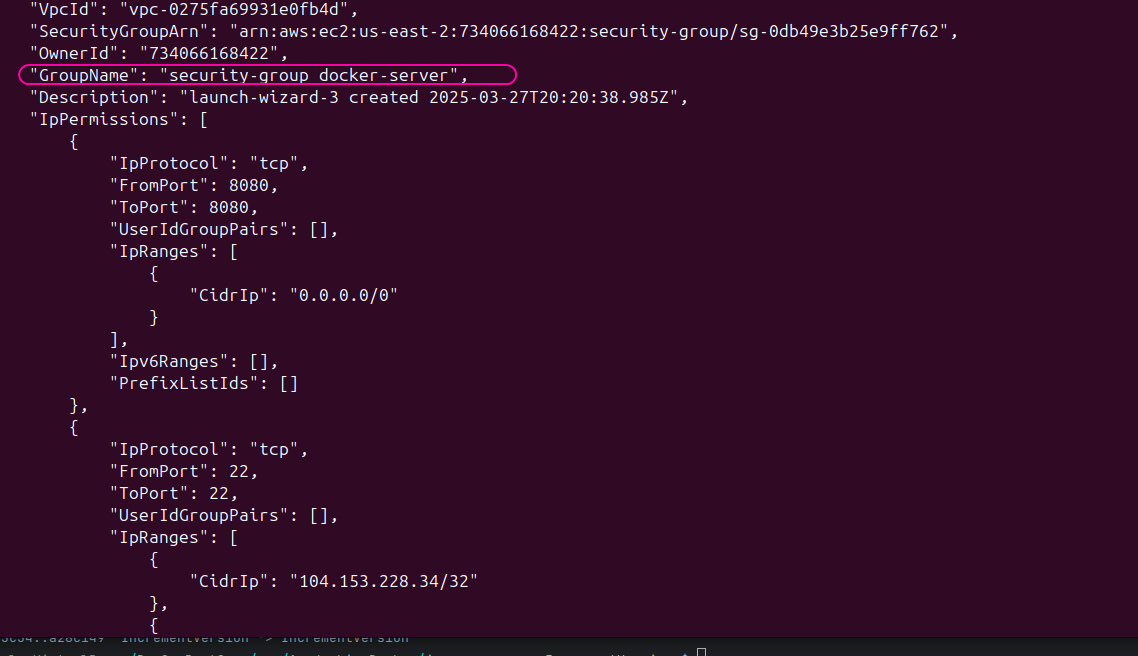 "VpcId": "vpc-0275fa69931e0fb4d",
"SecurityGroupArn": "arn:aws:ec2:us-east-2:734066168422:security-group/sg-0db49e3b25e9ff762",
"OwnerId": "734066168422",
"GroupName": "security-group docker-server",
"Description": "launch-wizard-3 created 2025-03-27T20:20:38.985Z",
"IpPermissions": [
{
"IpProtocol": "tcp",
"FromPort": 8080,
"ToPort": 8080,
"UserIdGroupPairs": [],
"IpRanges": [
{
"CidrIp": "0.0.0.0/0"
}
],
"Ipv6Ranges": [],
"PrefixListIds": []
},
{
"IpProtocol": "tcp",
"FromPort": 22,
"ToPort": 22,
"UserIdGroupPairs": [],
"IpRanges": [
{
"CidrIp": "104.153.228.34/32"
},
{
IncrementVersion -> IncrementVersion